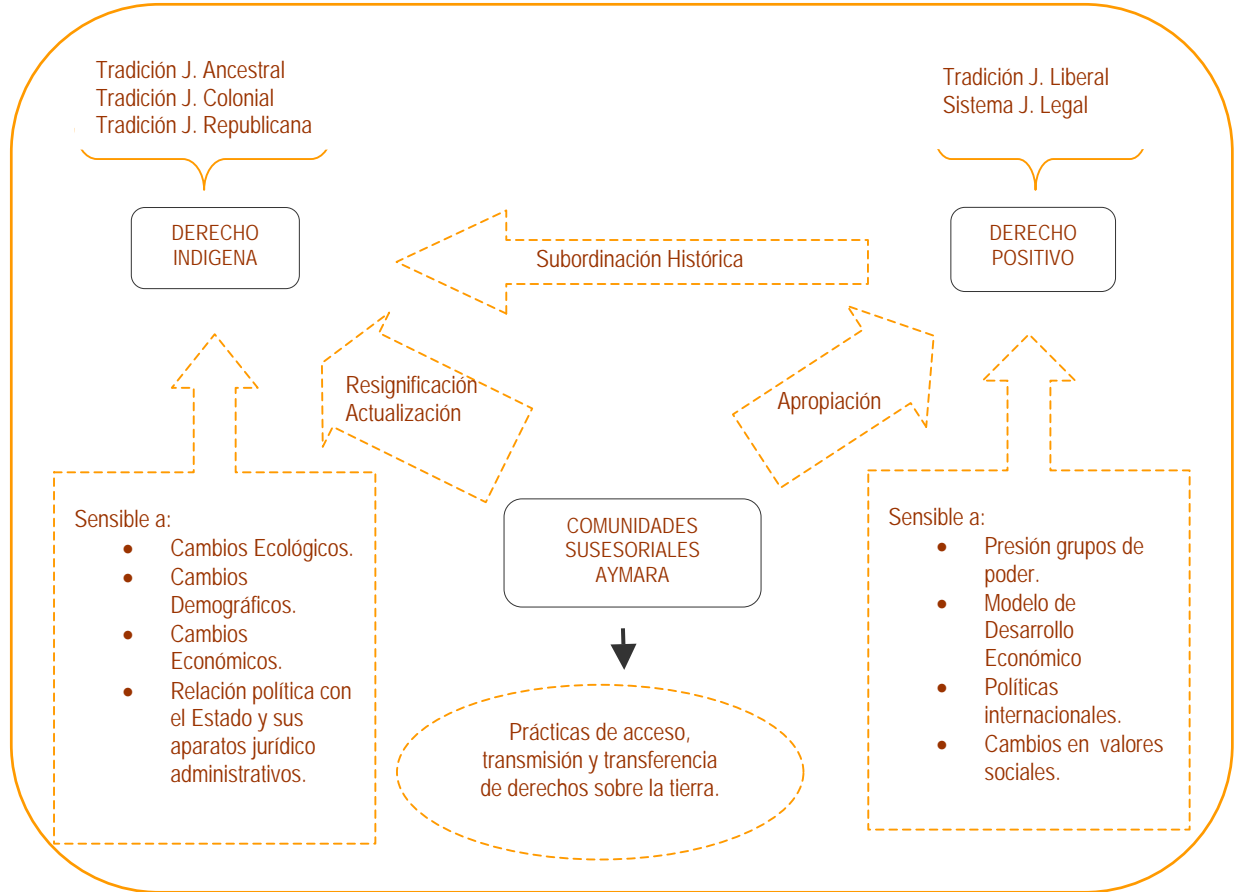 Tradición J. Ancestral
Tradición J. Colonial
Tradición J. Republicana
Tradición J. Liberal
Sistema J. Legal
DERECHO
INDIGENA
Subordinación Histórica
DERECHO
POSITIVO
Resignificación
Actualización
Apropiación
Sensible a:
• Cambios Ecológicos.
• Cambios
Demográficos.
• Cambios
Económicos.
• Relación política con
el Estado y sus
aparatos jurídico
administrativos.
COMUNIDADES
SUSESORIALES
AYMARA
Prácticas de acceso,
transmisión y transferencia
de derechos sobre la tierra.
Sensible a:
• Presión grupos de
poder.
• Modelo de
Desarrollo
Económico
• Políticas
internacionales.
• Cambios en valores
sociales.